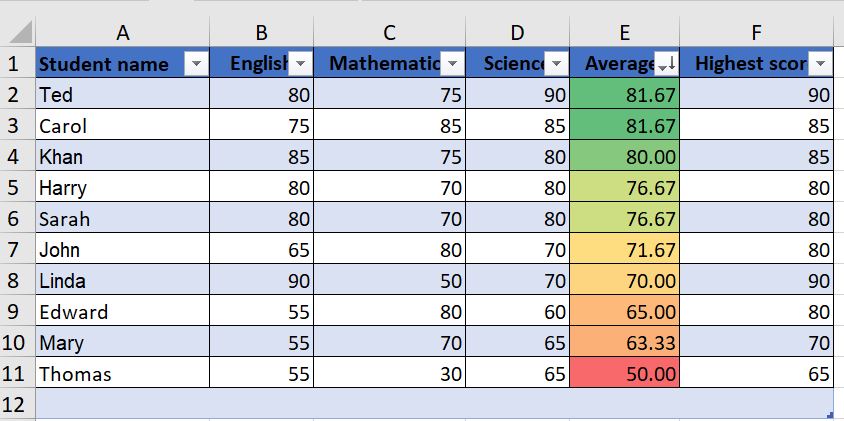 A B C D E F
1 Student name English Mathematic Science Average Highest scor
2 Ted 80 75 90 81.67 90
3 Carol 75 85 85 81.67 85
4 Khan 85 75 80 80.00 85
5 Harry 80 70 80 76.67 80
6 Sarah 80 70 80 76.67 80
7 John 65 80 70 71.67 80
8 Linda 90 50 70 70.00 90
9 Edward 55 80 60 65.00 80
10 Mary 55 70 65 63.33 70
11 Thomas 55 30 65 50.00 65
12